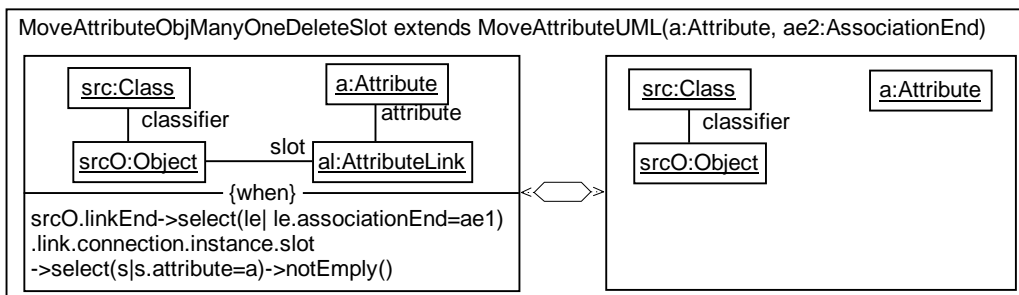 MoveAttributeObjManyOneDeleteSlot extends MoveAttributeUML(a:Attribute, ae2:AssociationEnd)
src:Class
a:Attribute
classifier
attribute
srcO:Object
slot
al:AttributeLink
{when}
srcO.linkEnd->select(le| le.associationEnd=ae1)
.link.connection.instance.slot
->select(s|s.attribute=a)->notEmply()
src:Class
a:Attribute
classifier
srcO:Object